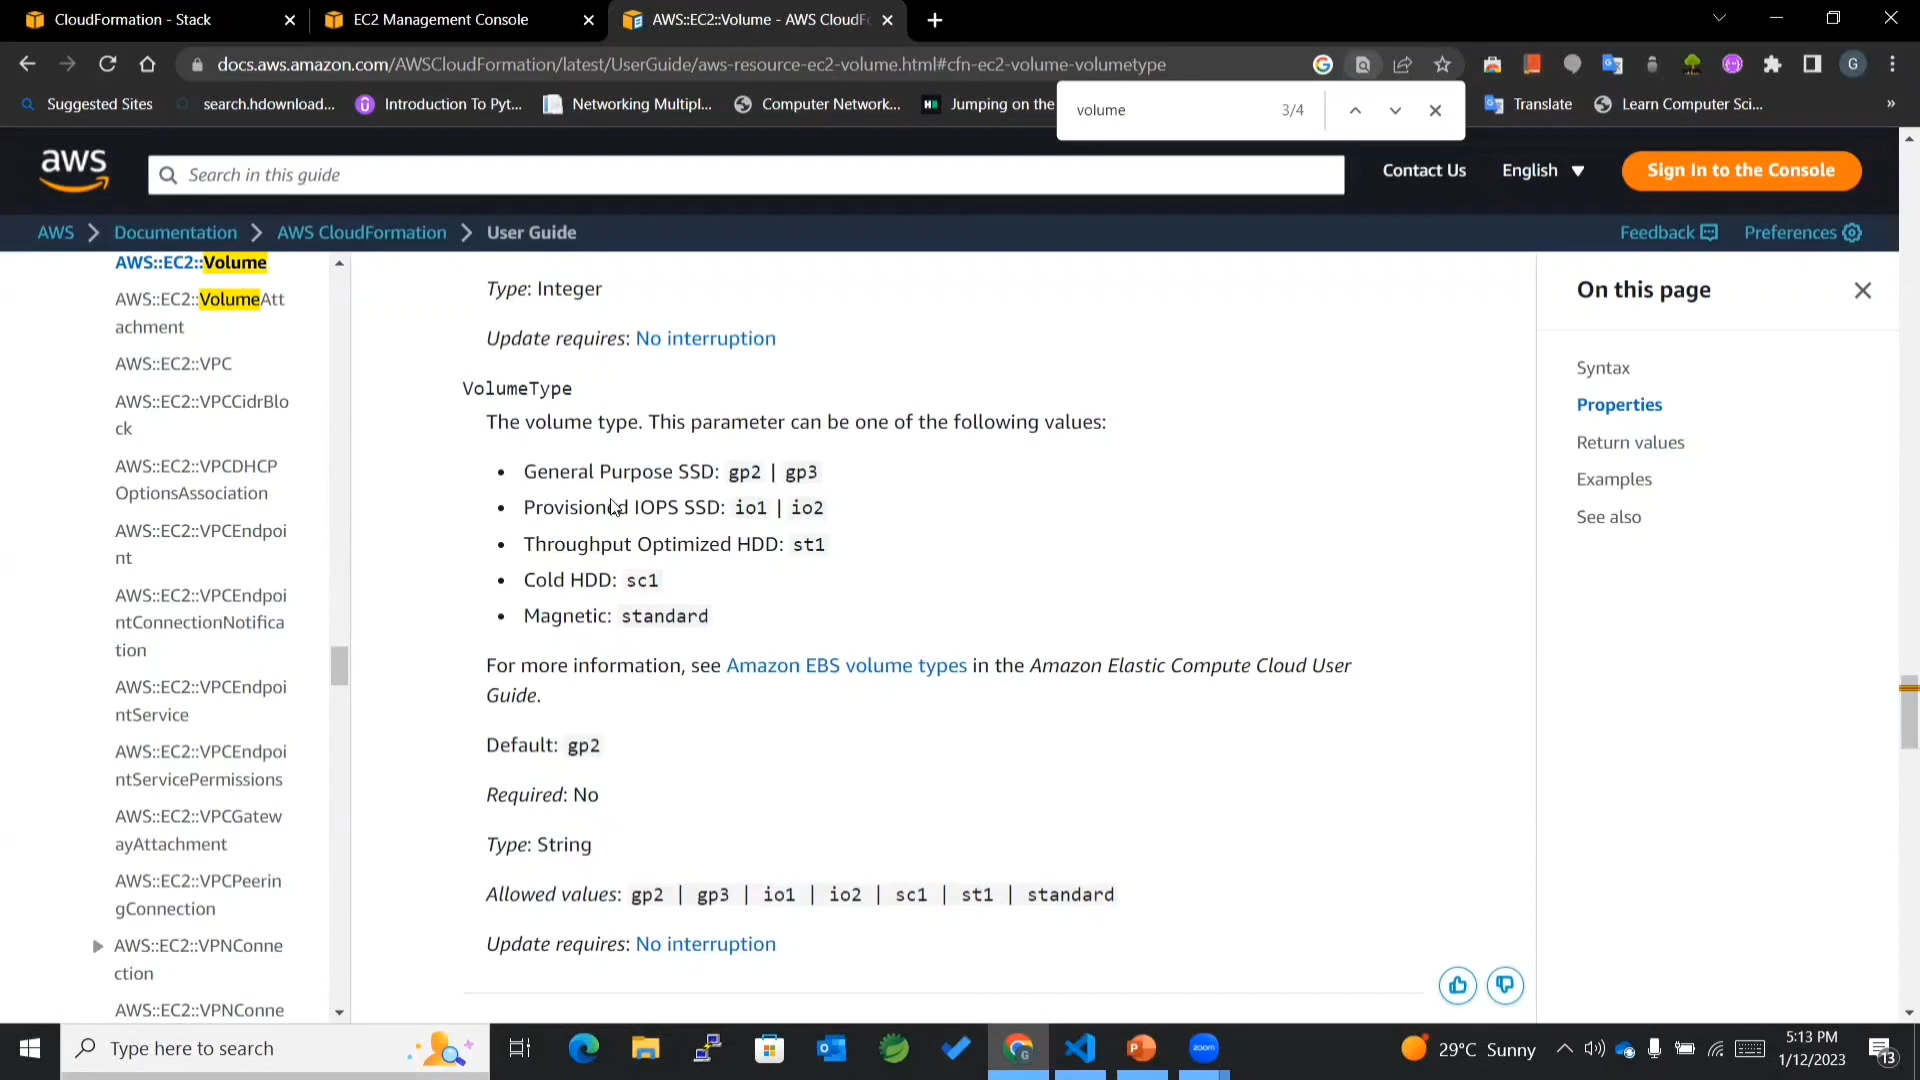 CloudFormation - Stack
EC2 Management Console
AWS::EC2::Volume - AWS CloudF
docs.aws.amazon.com/AWSCloudFormation/latest/UserGuide/aws-resource-ec2-volume.html#cfn-ec2-volume-volumetype
G
Suggested Sites
search.hdownload...
Introduction To Pyt...
Networking Multipl...
Computer Network...
Jumping on the
Translate
Learn Computer Sci...
»
volume
3/4
aws
Search in this guide
Contact Us
English
Sign In to the Console
AWS
Documentation
AWS CloudFormation
User Guide
Feedback
Preferences
AWS::EC2::Volume
AWS::EC2::VolumeAtt
achment
AWS::EC2::VPC
AWS::EC2::VPCCidrBlo
ck
AWS::EC2::VPCDHCP
OptionsAssociation
AWS::EC2::VPCEndpoi
nt
AWS::EC2::VPCEndpoi
ntConnectionNotifica
tion
AWS::EC2::VPCEndpoi
ntService
AWS::EC2::VPCEndpoi
ntServicePermissions
AWS::EC2::VPCGatew
ayAttachment
AWS::EC2::VPCPeerin
gConnection
AWS::EC2::VPNConne
ction
AWS::EC2::VPNConne
Type: Integer
Update requires: No interruption
VolumeType
The volume type. This parameter can be one of the following values:
• General Purpose SSD: gp2 | gp3
• Provisioned IOPS SSD: io1 | io2
• Throughput Optimized HDD: st1
• Cold HDD: sc1
• Magnetic: standard
For more information, see Amazon EBS volume types in the Amazon Elastic Compute Cloud User
Guide.
Default: gp2
Required: No
Type: String
Allowed values: gp2 | gp3 | io1 | io2 | sc1 | st1 | standard
Update requires: No interruption
On this page
Syntax
Properties
Return values
Examples
See also
Type here to search
zoom
29°C Sunny
5:13 PM
1/12/2023
13